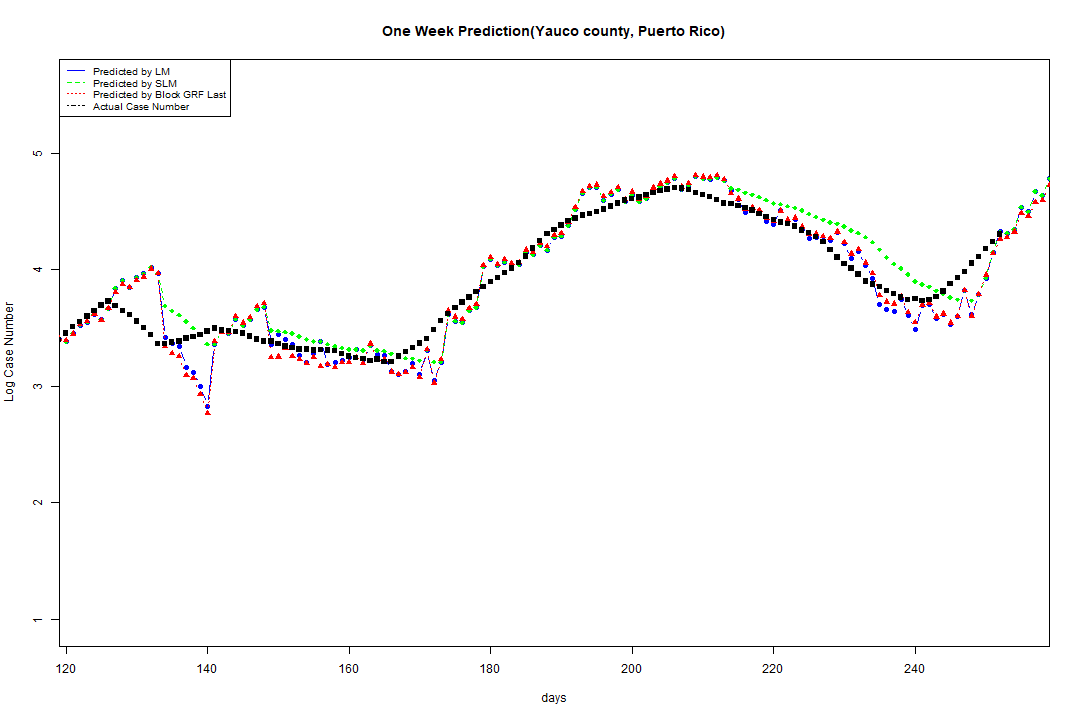 One Week Prediction(Yauco county, Puerto Rico)
Predicted by LM
Predicted by SLM
Predicted by Block GRF Last
Actual Case Number
5
4
3
2
1
Log Case Number
120 140 160 180 200 220 240
days